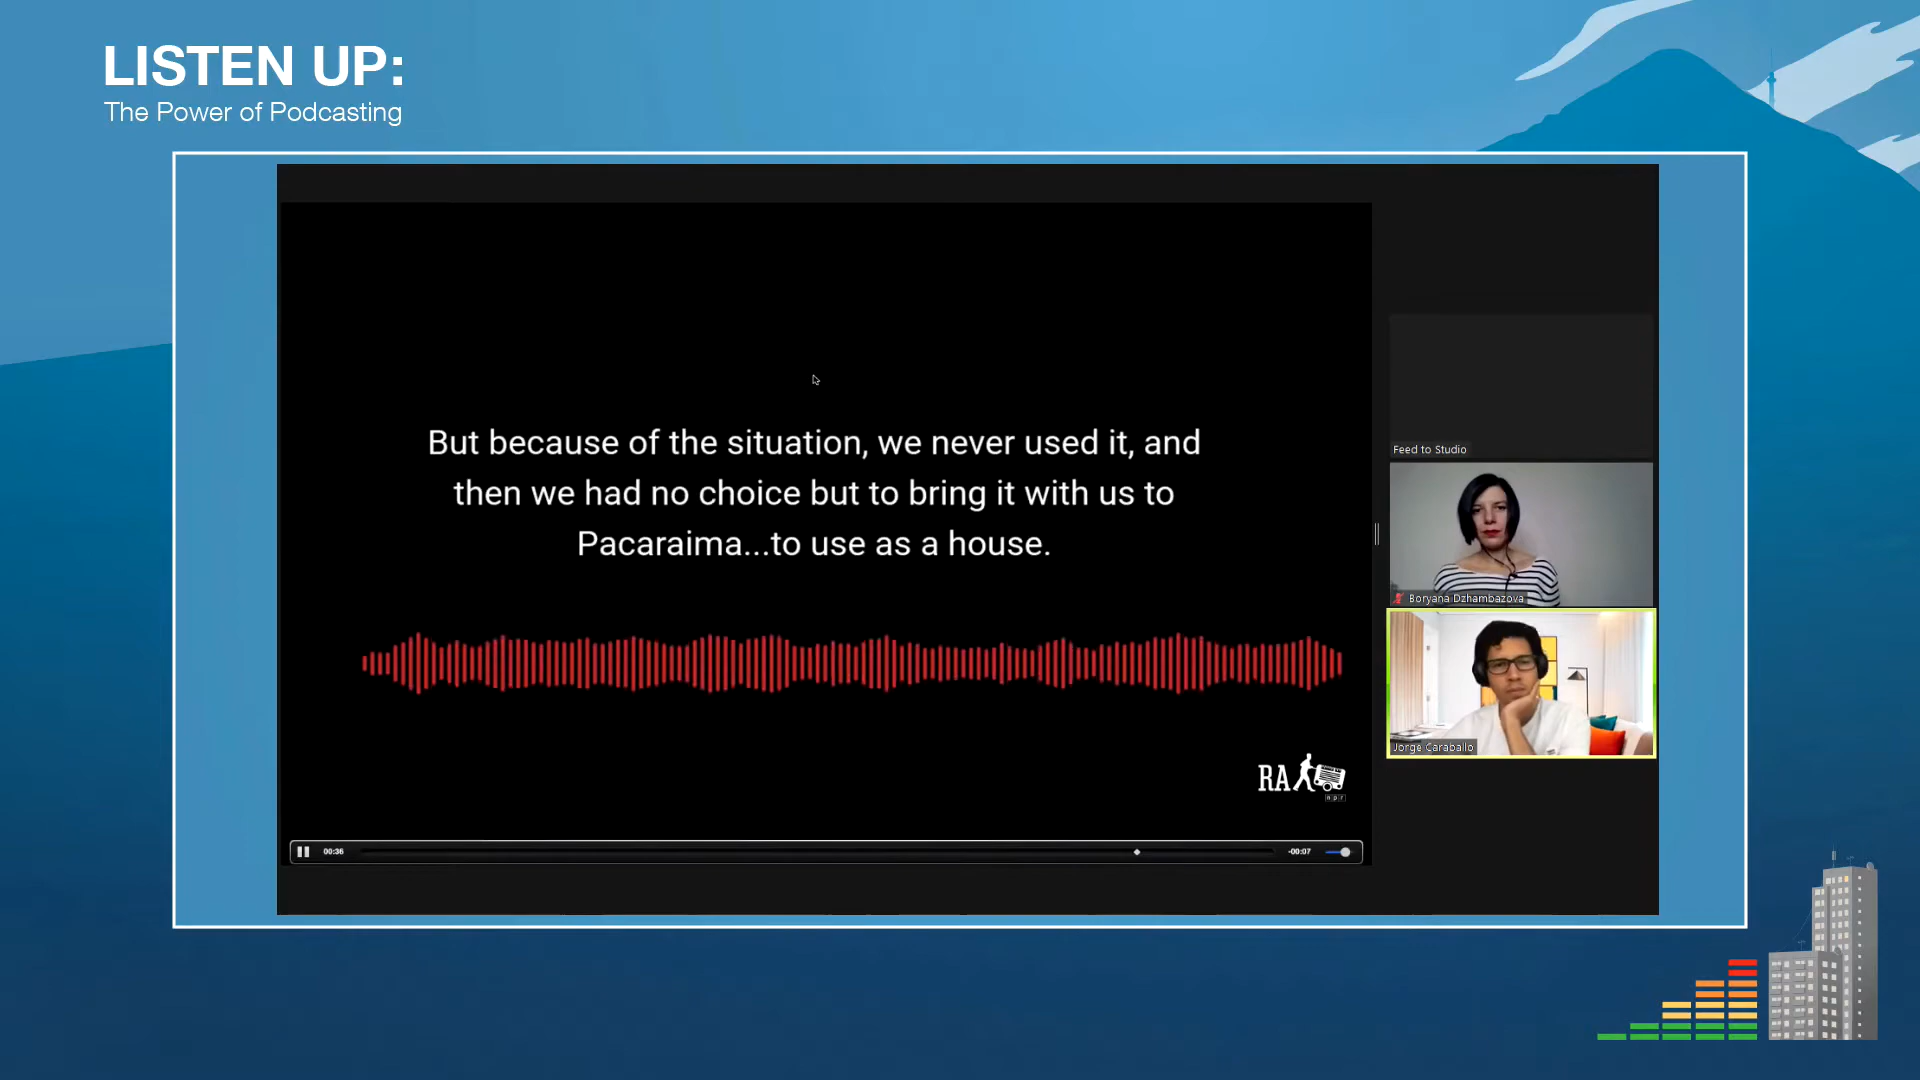 LISTEN UP:
The Power of Podcasting
But because of the situation, we never used it, and
then we had no choice but to bring it with us to
Pacaraima...to use as a house.
Feed to Studio
Boryana Dzhambazova
Jorge Caraballo
RA
npr
00:36
-00:07